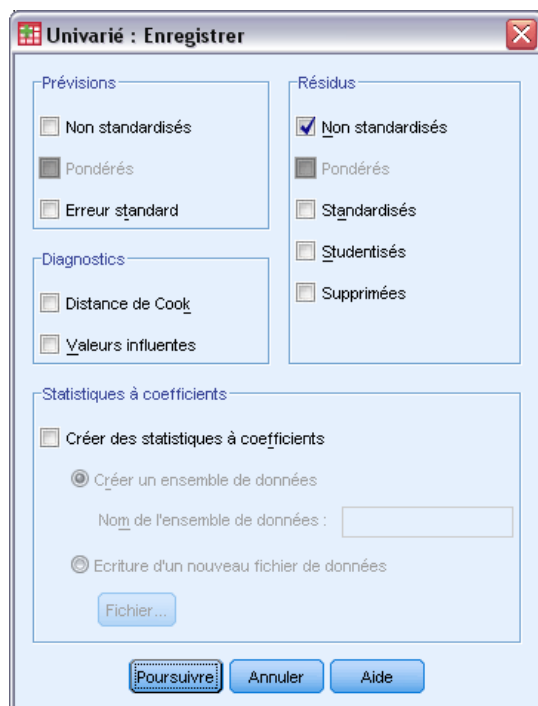 Univarié : Enregistrer
Prévisions
Non standardisés
Pondérés
Erreur standard
Diagnostics
Distance de Cook
Valeurs influentes
Résidus
Non standardisés
Pondérés
Standardisés
Studentisés
Supprimées
Statistiques à coefficients
Créer des statistiques à coefficients
Créer un ensemble de données
Nom de l'ensemble de données :
Ecriture d'un nouveau fichier de données
Fichier...
Poursuivre Annuler Aide